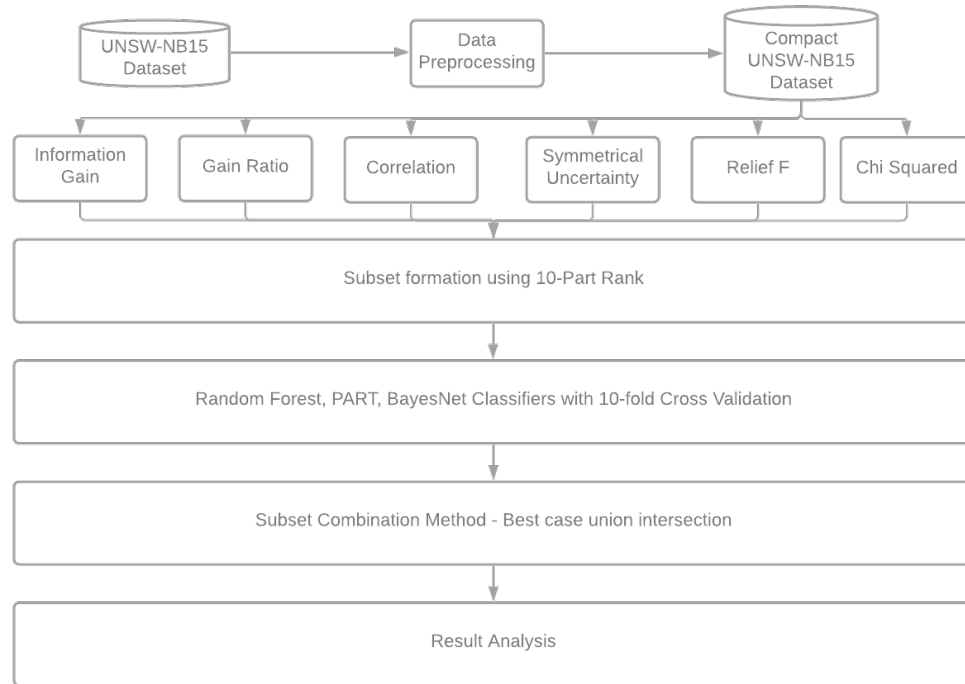 UNSW-NB15
Dataset
Data
Preprocessing
Compact
UNSW-NB15
Dataset
Information
Gain
Gain Ratio
Correlation
Symmetrical
Uncertainty
Relief F
Chi Squared
Subset formation using 10-Part Rank
Random Forest, PART, BayesNet Classifiers with 10-fold Cross Validation
Subset Combination Method - Best case union intersection
Result Analysis